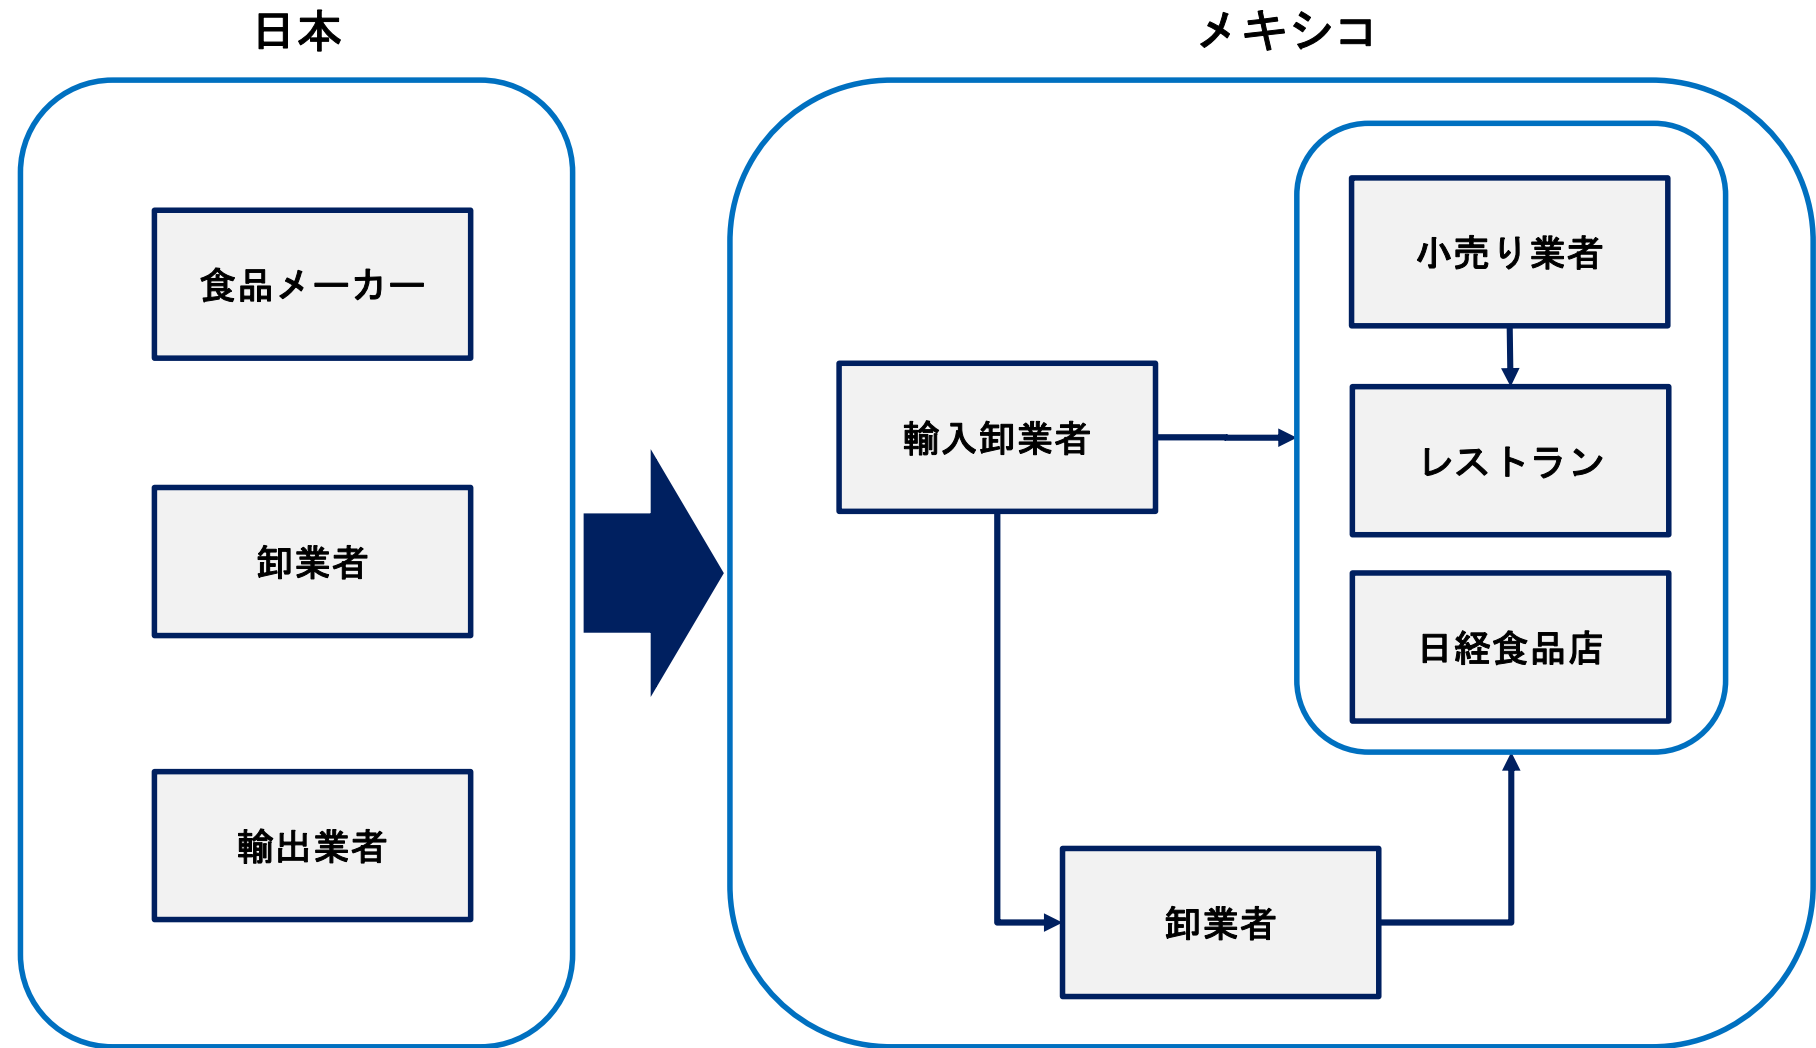 日本
食品メーカー
卸業者
輸出業者
メキシコ
輸入卸業者
小売り業者
レストラン
日経食品店
卸業者